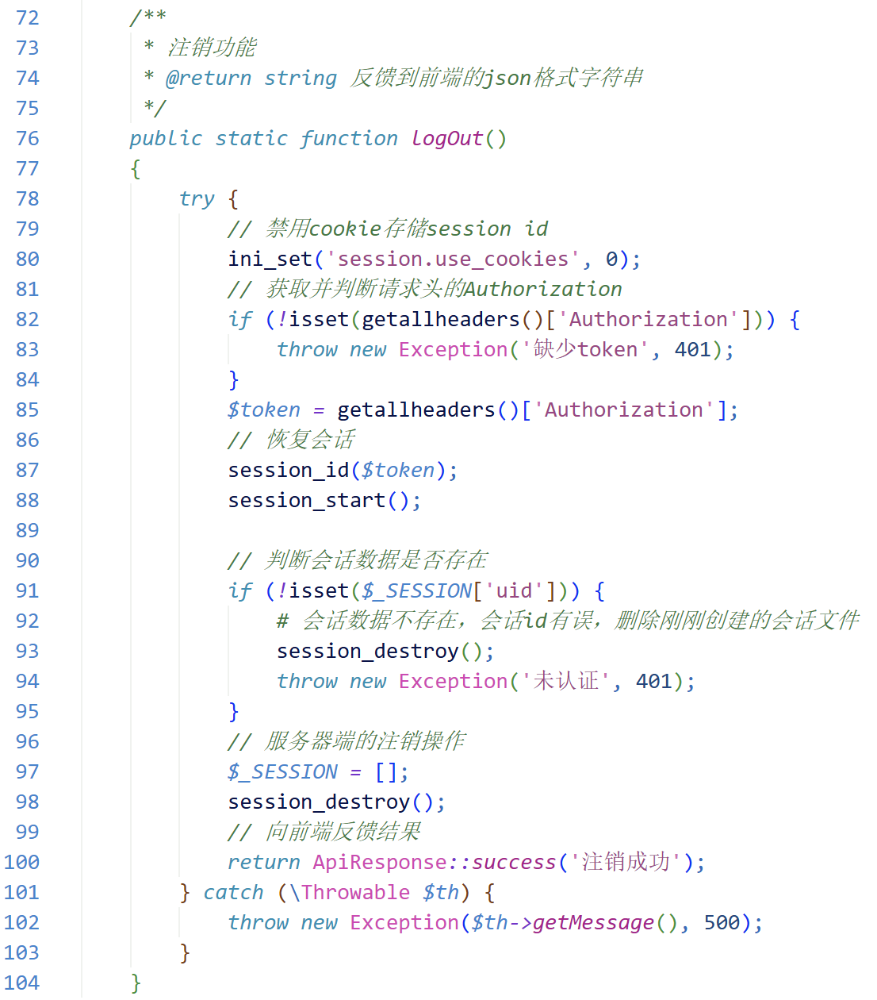 72 /**
73 * 注销功能
74 * @return string 反馈到前端的json格式字符串
75 */
76 public static function logOut()
77 {
78 try {
79 // 禁用cookie存储session id
80 ini_set('session.use_cookies', 0);
81 // 获取并判断请求头的Authorization
82 if (!isset(getallheaders()['Authorization'])) {
83 throw new Exception('缺少token', 401);
84 }
85 $token = getallheaders()['Authorization'];
86 // 恢复会话
87 session_id($token);
88 session_start();
89
90 // 判断会话数据是否存在
91 if (!isset($_SESSION['uid'])) {
92 # 会话数据不存在，会话id有误，删除刚刚创建的会话文件
93 session_destroy();
94 throw new Exception('未认证', 401);
95 }
96 // 服务器端的注销操作
97 $_SESSION = [];
98 session_destroy();
99 // 向前端反馈结果
100 return ApiResponse::success('注销成功');
101 } catch (\Throwable $th) {
102 throw new Exception($th->getMessage(), 500);
103 }
104 }